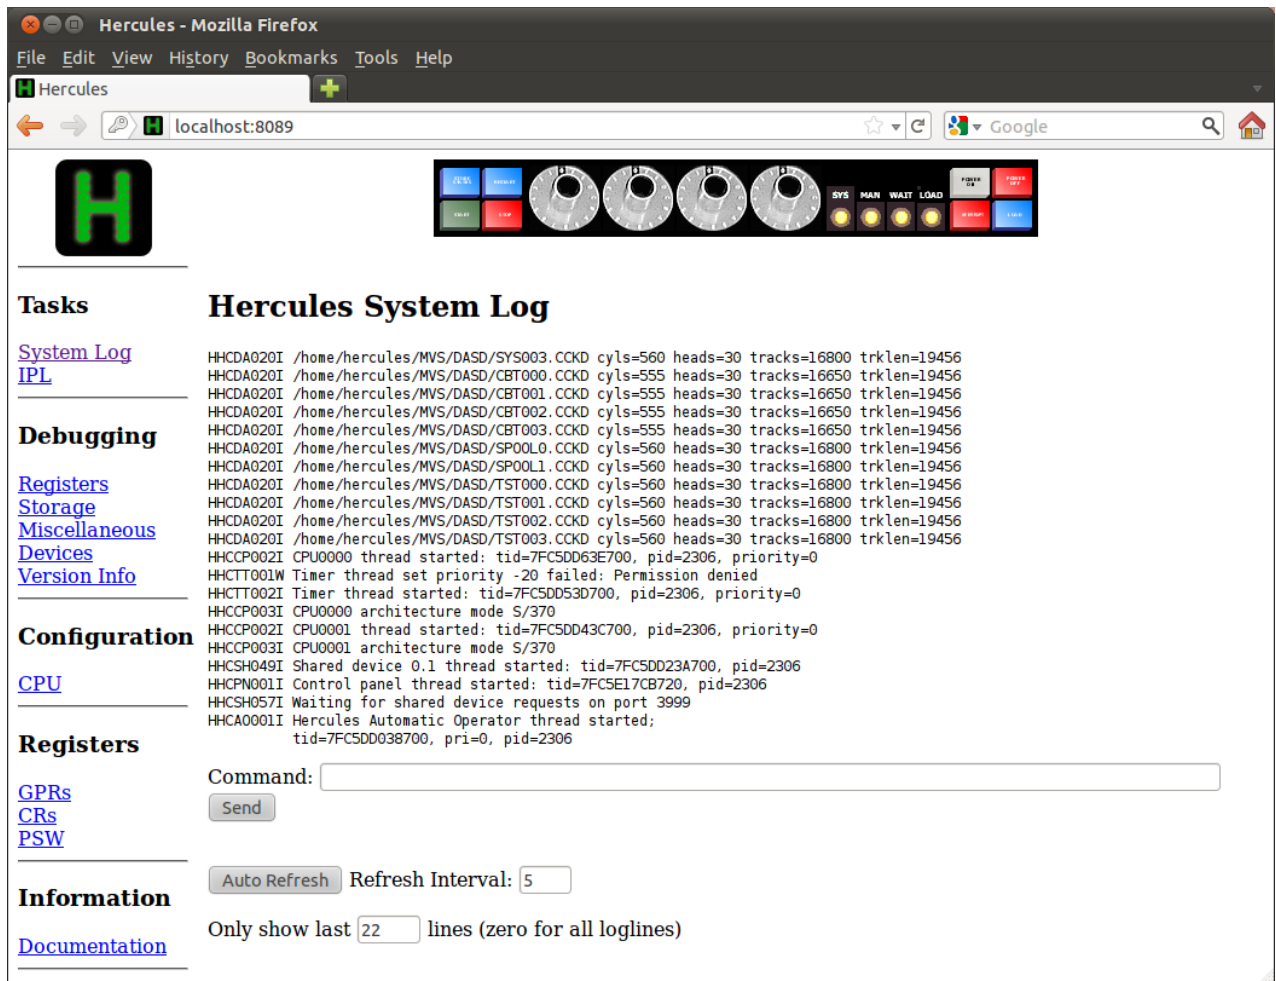 Hercules - Mozilla Firefox
File Edit View History Bookmarks Tools Help
Hercules
localhost:8089
Google
SYS MAN WAIT LOAD
POWER ON
POWER OFF
START
STOP
LOAD
Tasks
System Log
IPL
Debugging
Registers
Storage
Miscellaneous
Devices
Version Info
Configuration
CPU
Registers
GPRs
CRs
PSW
Information
Documentation
Hercules System Log
HHCDA020I /home/hercules/MVS/DASD/SYS003.CCKD cyls=560 heads=30 tracks=16800 trklen=19456
HHCDA020I /home/hercules/MVS/DASD/CBT000.CCKD cyls=555 heads=30 tracks=16650 trklen=19456
HHCDA020I /home/hercules/MVS/DASD/CBT001.CCKD cyls=555 heads=30 tracks=16650 trklen=19456
HHCDA020I /home/hercules/MVS/DASD/CBT002.CCKD cyls=555 heads=30 tracks=16650 trklen=19456
HHCDA020I /home/hercules/MVS/DASD/CBT003.CCKD cyls=555 heads=30 tracks=16650 trklen=19456
HHCDA020I /home/hercules/MVS/DASD/SPOOL0.CCKD cyls=560 heads=30 tracks=16800 trklen=19456
HHCDA020I /home/hercules/MVS/DASD/SPOOL1.CCKD cyls=560 heads=30 tracks=16800 trklen=19456
HHCDA020I /home/hercules/MVS/DASD/TST000.CCKD cyls=560 heads=30 tracks=16800 trklen=19456
HHCDA020I /home/hercules/MVS/DASD/TST001.CCKD cyls=560 heads=30 tracks=16800 trklen=19456
HHCDA020I /home/hercules/MVS/DASD/TST002.CCKD cyls=560 heads=30 tracks=16800 trklen=19456
HHCDA020I /home/hercules/MVS/DASD/TST003.CCKD cyls=560 heads=30 tracks=16800 trklen=19456
HHCCP002I CPU0000 thread started: tid=7FC5DD63E700, pid=2306, priority=0
HHCTT001W Timer thread set priority -20 failed: Permission denied
HHCTT002I Timer thread started: tid=7FC5DD53D700, pid=2306, priority=0
HHCCP003I CPU0000 architecture mode S/370
HHCCP002I CPU0001 thread started: tid=7FC5DD43C700, pid=2306, priority=0
HHCCP003I CPU0001 architecture mode S/370
HHCSH049I Shared device 0.1 thread started: tid=7FC5DD23A700, pid=2306
HHCPN001I Control panel thread started: tid=7FC5E17CB720, pid=2306
HHCSH057I Waiting for shared device requests on port 3999
HHCAO001I Hercules Automatic Operator thread started;
tid=7FC5DD038700, pri=0, pid=2306
Command:
Send
Auto Refresh Refresh Interval: 5
Only show last 22 lines (zero for all loglines)